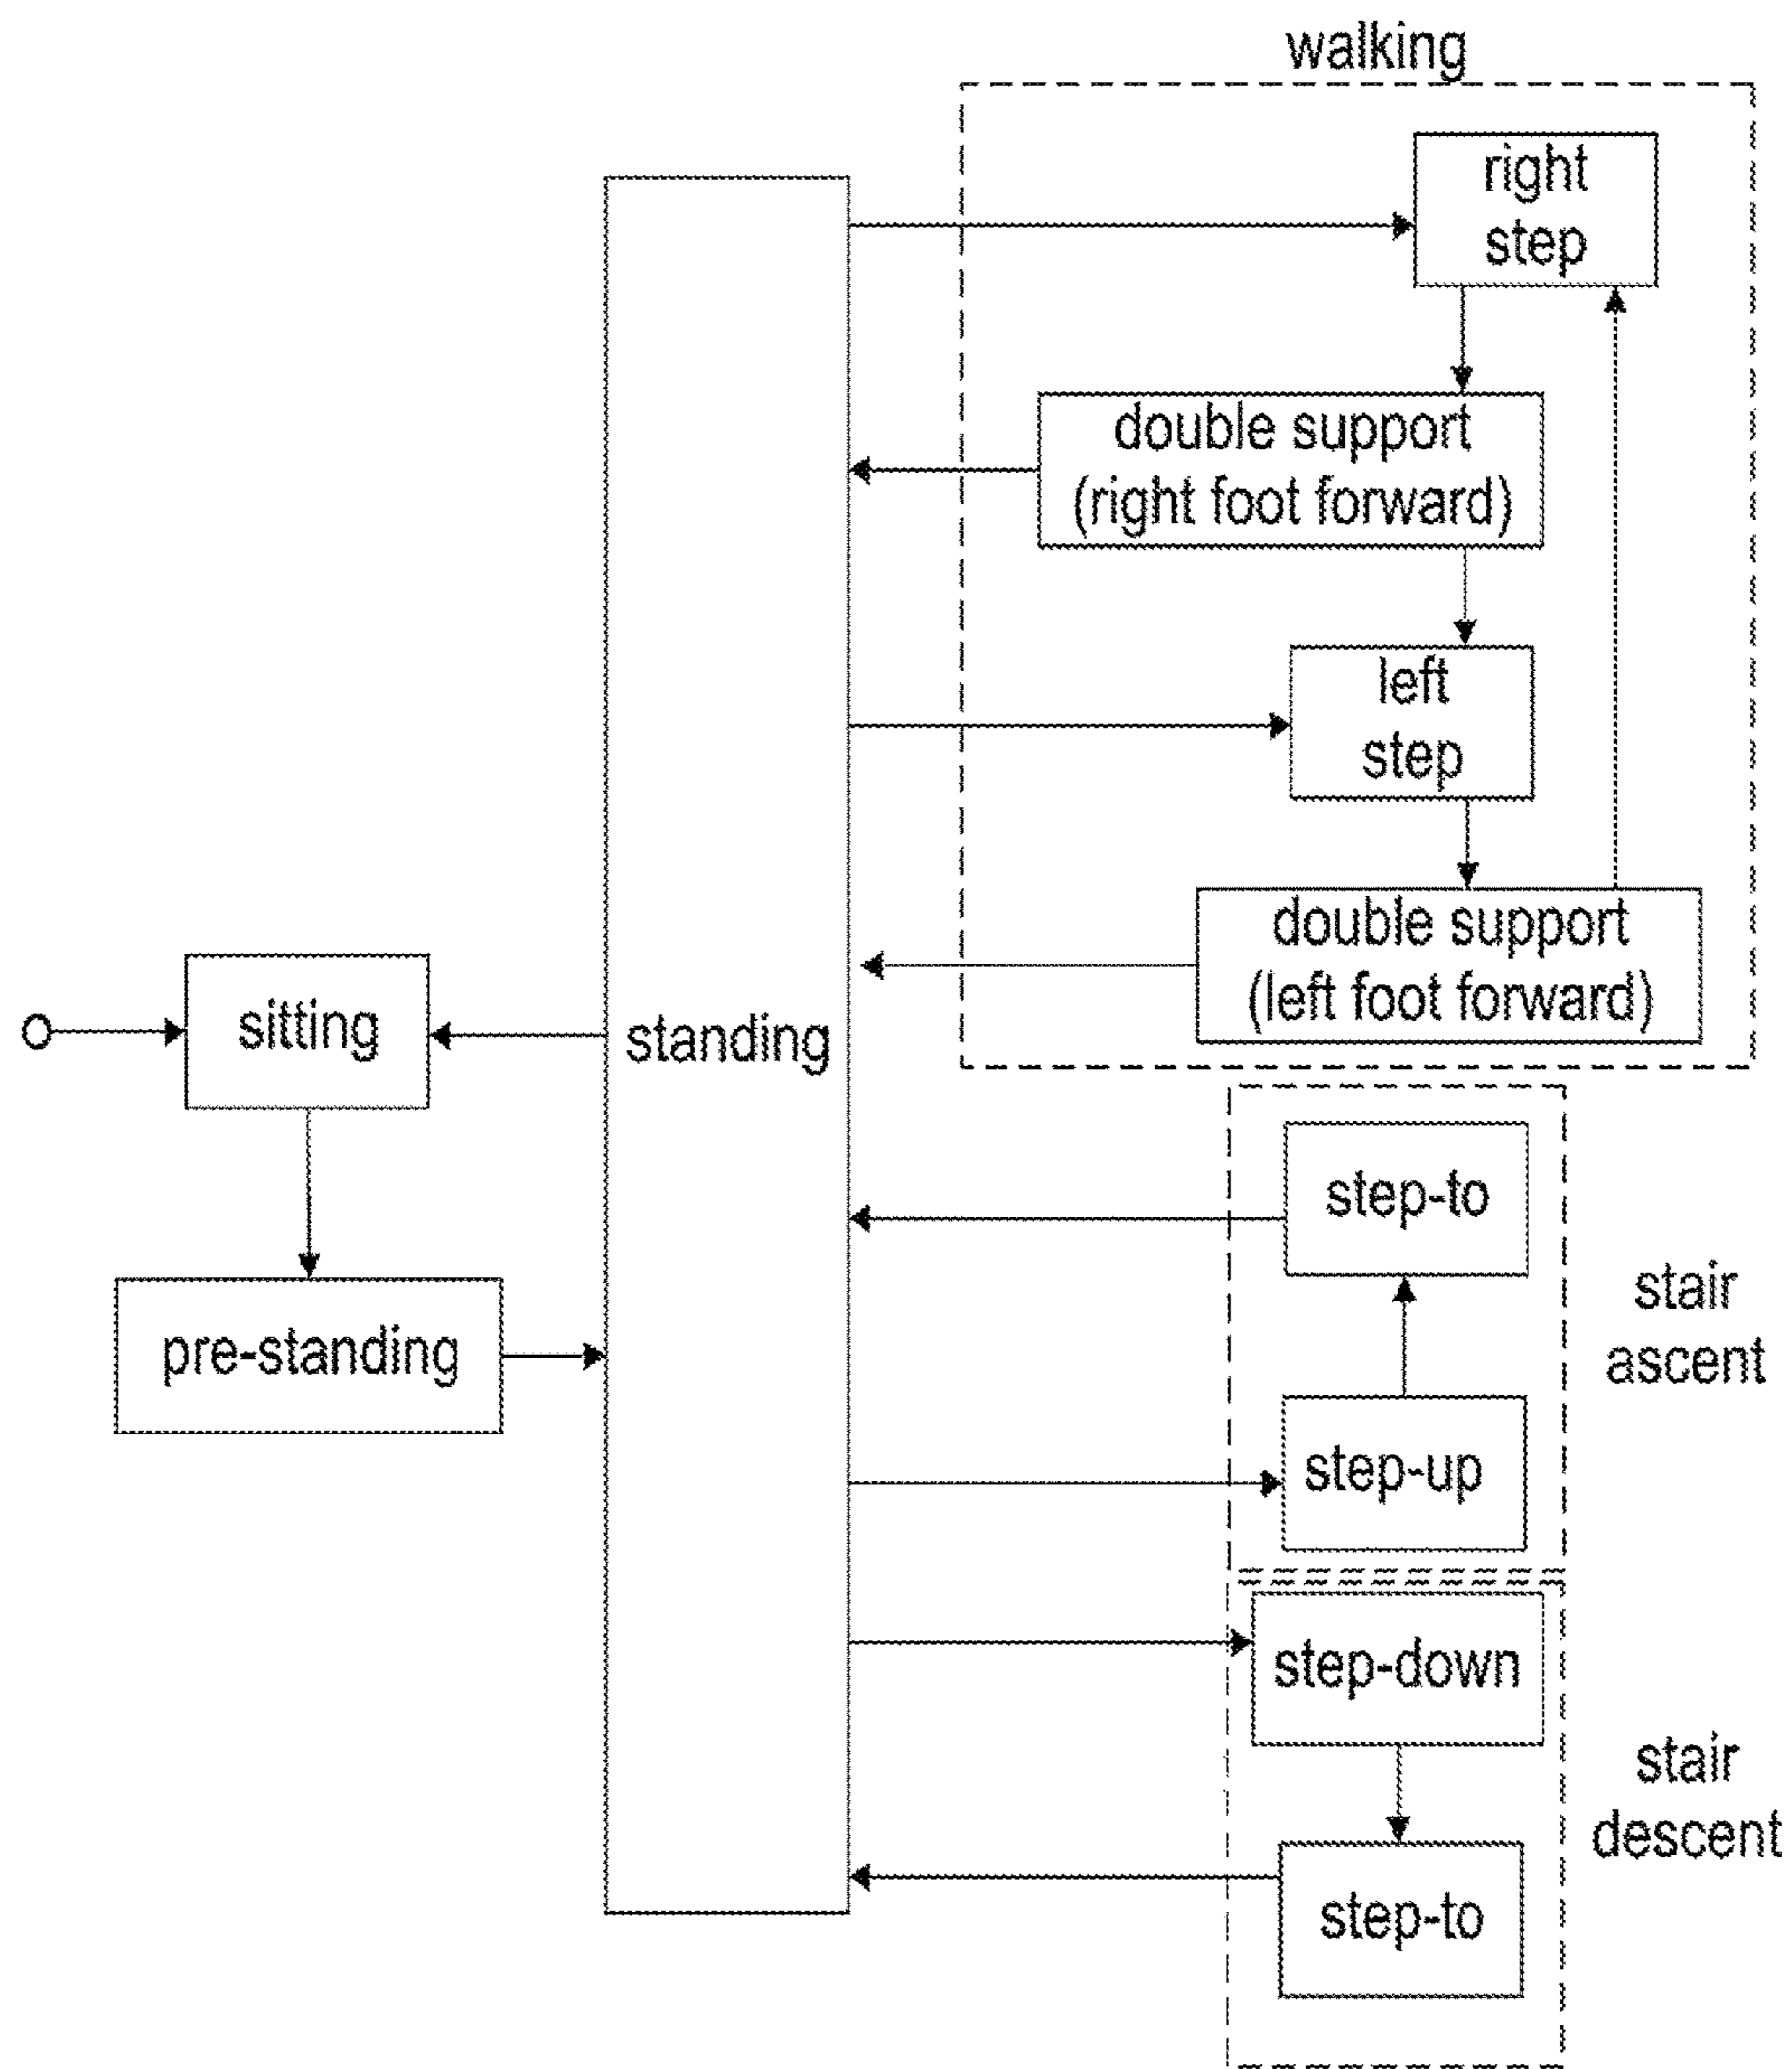 walking
right
step
double support
(right foot forward)
left
step
double support
(left foot forward)
sitting
standing
pre-standing
step-to
stair
ascent
step-up
step-down
stair
descent
step-to